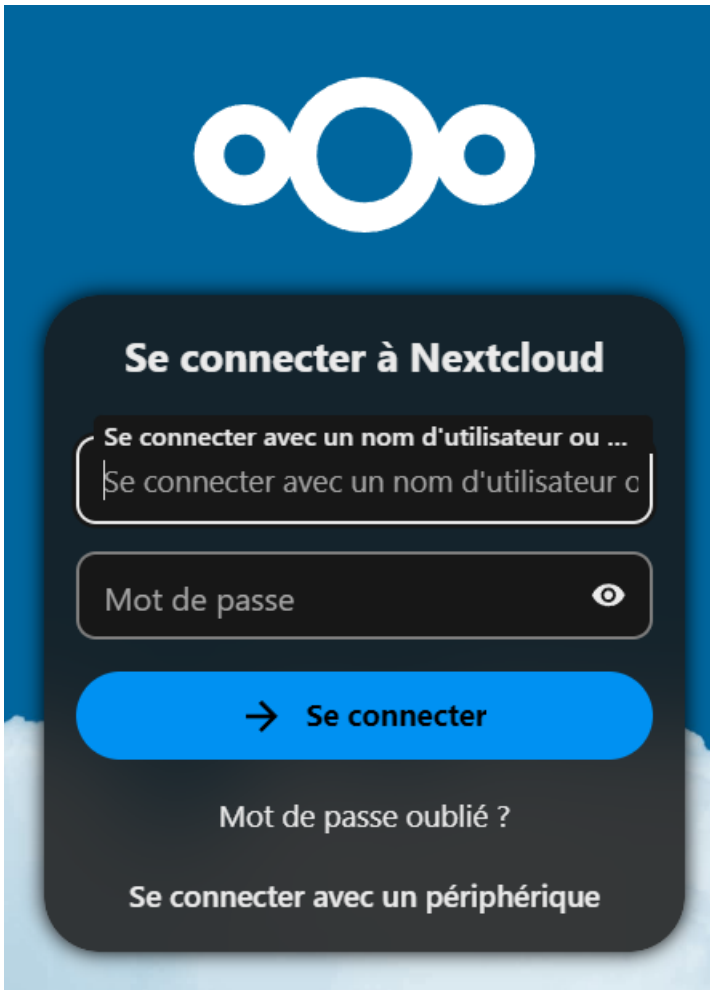 Se connecter à Nextcloud
Se connecter avec un nom d'utilisateur ou ...
Se connecter avec un nom d'utilisateur o
Mot de passe
→ Se connecter
Mot de passe oublié ?
Se connecter avec un périphérique